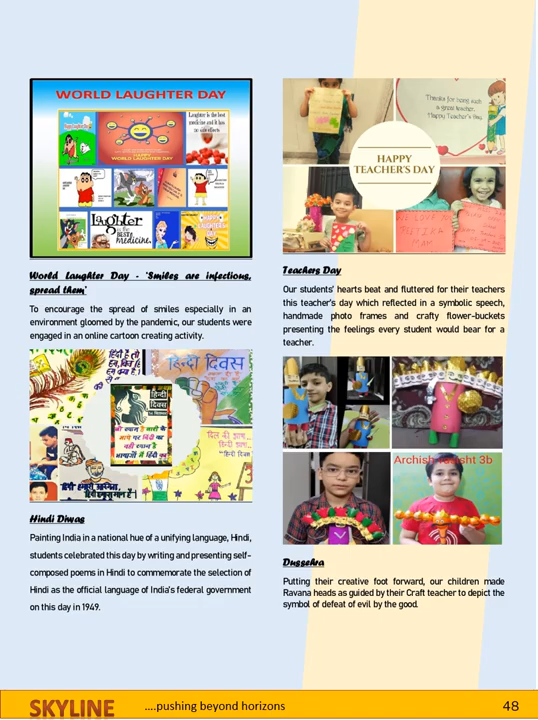 WORLD LAUGHTER DAY
Laughter is the
best
medicine.
HAPPY
WORLD LAUGHTER DAY
World Laughter Day - 'Smiles are infectious,
spread them'
To encourage the spread of smiles especially in an
environment gloomed by the pandemic, our students were
engaged in an online cartoon creating activity.
हिन्दी दिवस
हिन्दी
दिवस
Hindi Diwas
Painting India in a national hue of a unifying language, Hindi,
students celebrated this day by writing and presenting self-
composed poems in Hindi to commemorate the selection of
Hindi as the official language of India's federal government
on this day in 1949.
Thanks for being such
a great teacher.
Happy Teacher's Day
HAPPY
TEACHER'S DAY
Teachers Day
Our students' hearts beat and fluttered for their teachers
this teacher's day which reflected in a symbolic speech,
handmade photo frames and crafty flower-buckets
presenting the feelings every student would bear for a
teacher.
Dussehra
Putting their creative foot forward, our children made
Ravana heads as guided by their Craft teacher to depict the
symbol of defeat of evil by the good.
SKYLINE
....pushing beyond horizons
48